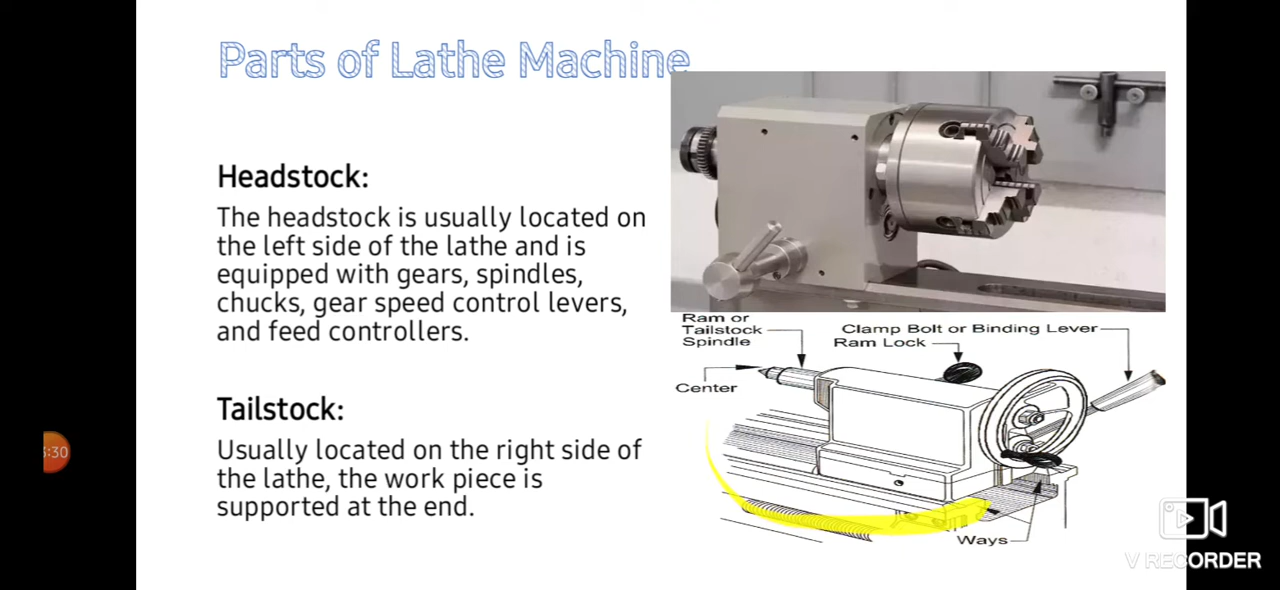 Parts of Lathe Machine
Headstock:
The headstock is usually located on
the left side of the lathe and is
equipped with gears, spindles,
chucks, gear speed control levers,
and feed controllers.
Tailstock:
Usually located on the right side of
the lathe, the work piece is
supported at the end.
Ram or
Tailstock
Spindle
Center
Clamp Bolt or Binding Lever
Ram Lock
Ways
:30
V RECORDER